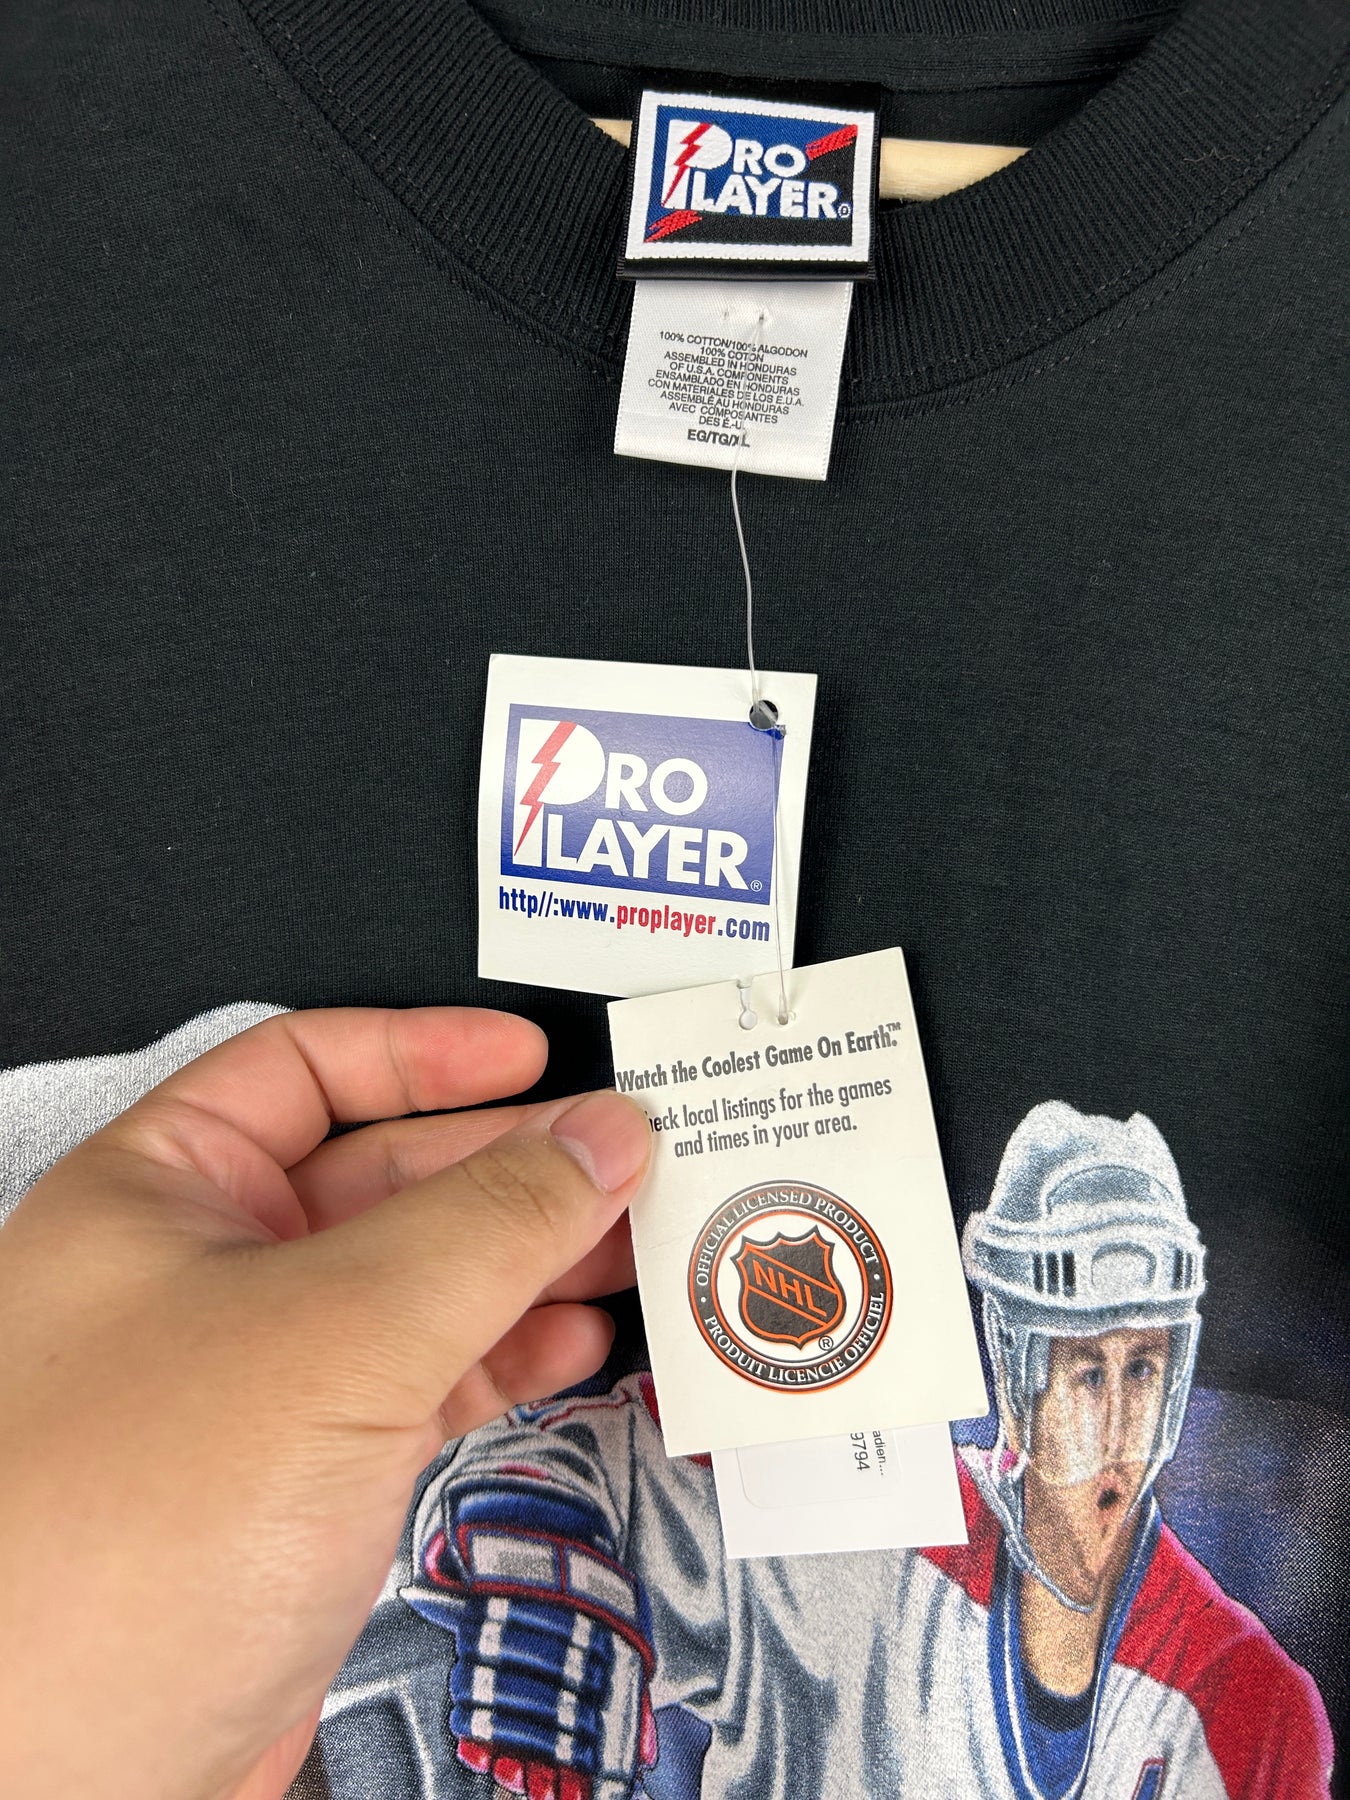 PRO
PLAYER®
100% COTTON/100% ALGODON
100% COTON
ASSEMBLED IN HONDURAS
OF U.S.A. COMPONENTS
ENSAMBLADO EN HONDURAS
CON MATERIALES DE LOS E.U.A.
ASSEMBLÉ AU HONDURAS
AVEC COMPOSANTES
DES É.-U.
EG/TG/XL
PRO
PLAYER®
http//:www.proplayer.com
Watch the Coolest Game On Earth.™
local listings for the games
and times in your area.
• OFFICIAL LICENSED PRODUCT •
NHL
®
PRODUIT LICENCIE OFFICIEL
adien...
9794